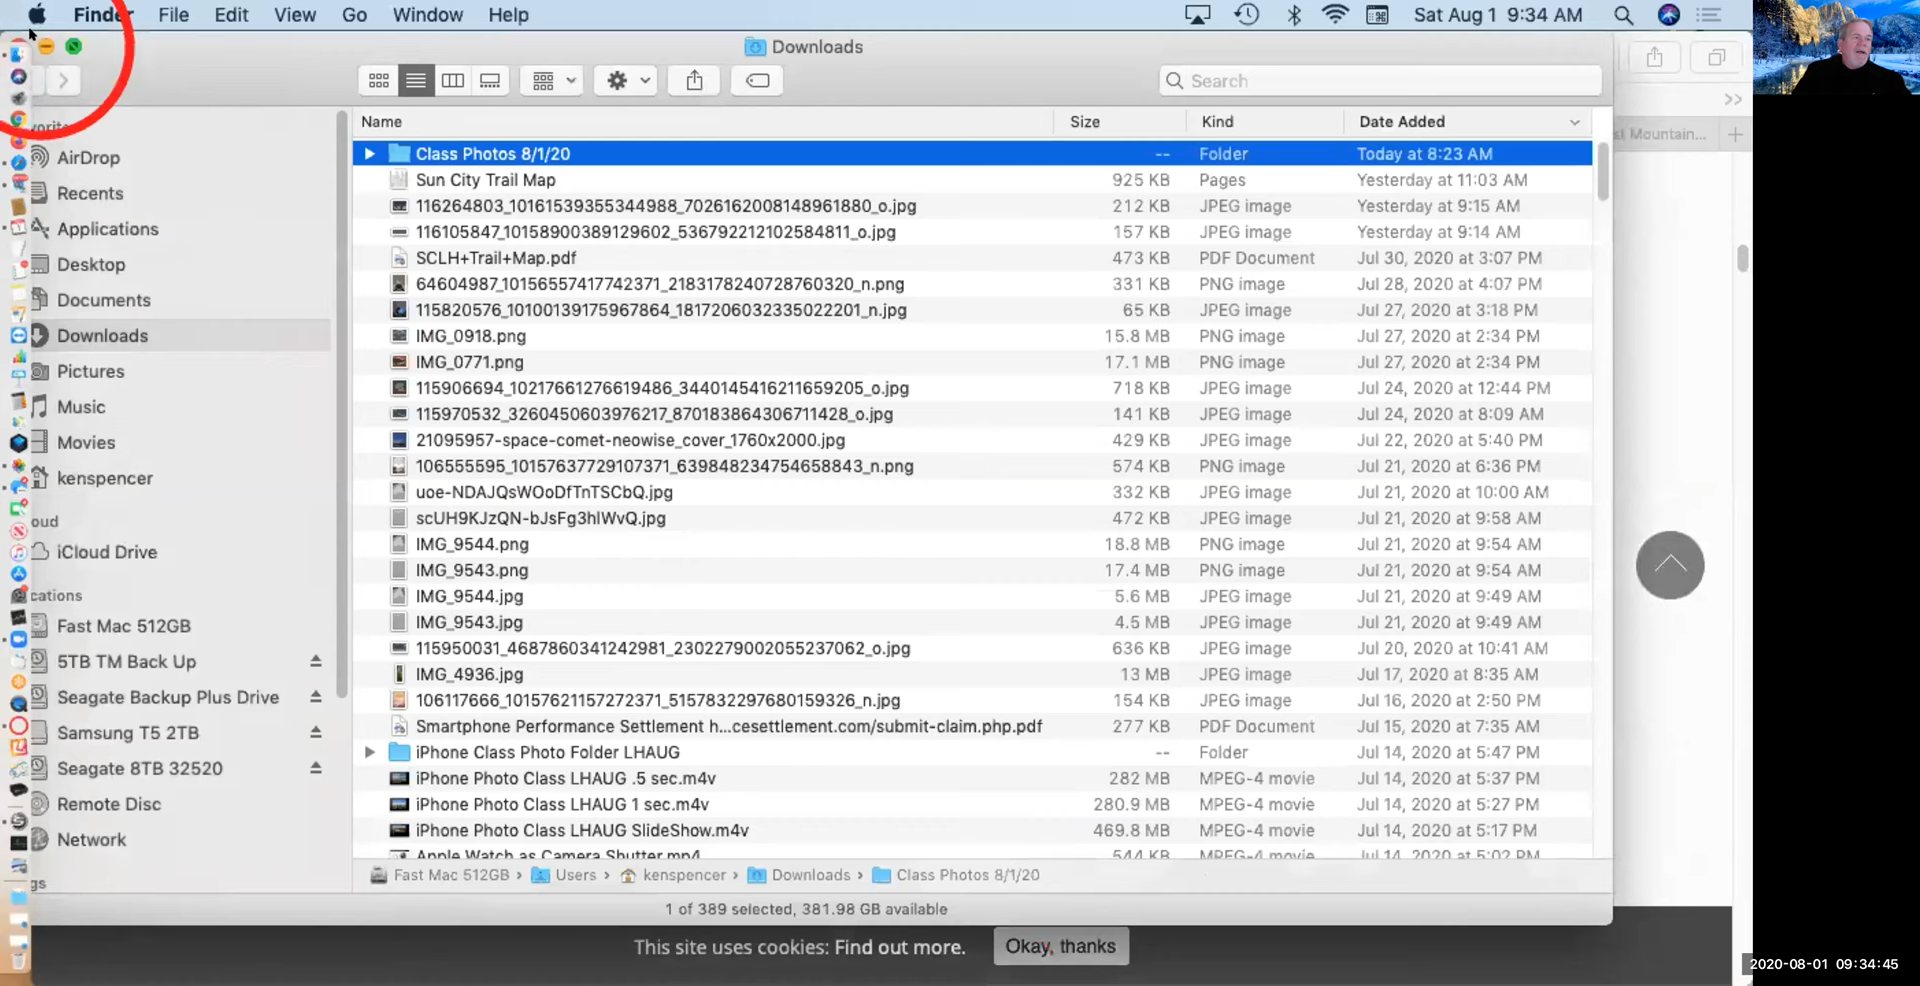 Finder File Edit View Go Window Help Sat Aug 1 9:34 AM
Downloads
Search
Name Size Kind Date Added
AirDrop
Recents
Applications
Desktop
Documents
Downloads
Pictures
Music
Movies
kenspencer
oud
iCloud Drive
cations
Fast Mac 512GB
5TB TM Back Up
Seagate Backup Plus Drive
Samsung T5 2TB
Seagate 8TB 32520
Remote Disc
Network
gs
Class Photos 8/1/20 -- Folder Today at 8:23 AM
Sun City Trail Map 925 KB Pages Yesterday at 11:03 AM
116264803_10161539355344988_7026162008148961880_o.jpg 212 KB JPEG image Yesterday at 9:15 AM
116105847_10158900389129602_536792212102584811_o.jpg 157 KB JPEG image Yesterday at 9:14 AM
SCLH+Trail+Map.pdf 473 KB PDF Document Jul 30, 2020 at 3:07 PM
64604987_10156557417742371_2183178240728760320_n.png 331 KB PNG image Jul 28, 2020 at 4:07 PM
115820576_10100139175967864_1817206032335022201_n.jpg 65 KB JPEG image Jul 27, 2020 at 3:18 PM
IMG_0918.png 15.8 MB PNG image Jul 27, 2020 at 2:34 PM
IMG_0771.png 17.1 MB PNG image Jul 27, 2020 at 2:34 PM
115906694_10217661276619486_3440145416211659205_o.jpg 718 KB JPEG image Jul 24, 2020 at 12:44 PM
115970532_3260450603976217_870183864306711428_o.jpg 141 KB JPEG image Jul 24, 2020 at 8:09 AM
21095957-space-comet-neowise_cover_1760x2000.jpg 429 KB JPEG image Jul 22, 2020 at 5:40 PM
106555595_10157637729107371_639848234754658843_n.png 574 KB PNG image Jul 21, 2020 at 6:36 PM
uoe-NDAJQsWOoDfTnTSCbQ.jpg 332 KB JPEG image Jul 21, 2020 at 10:00 AM
scUH9KJzQN-bJsFg3hlWvQ.jpg 472 KB JPEG image Jul 21, 2020 at 9:58 AM
IMG_9544.png 18.8 MB PNG image Jul 21, 2020 at 9:54 AM
IMG_9543.png 17.4 MB PNG image Jul 21, 2020 at 9:54 AM
IMG_9544.jpg 5.6 MB JPEG image Jul 21, 2020 at 9:49 AM
IMG_9543.jpg 4.5 MB JPEG image Jul 21, 2020 at 9:49 AM
115950031_4687860341242981_2302279002055237062_o.jpg 636 KB JPEG image Jul 20, 2020 at 10:41 AM
IMG_4936.jpg 13 MB JPEG image Jul 17, 2020 at 8:35 AM
106117666_10157621157272371_5157832297680159326_n.jpg 154 KB JPEG image Jul 16, 2020 at 2:50 PM
Smartphone Performance Settlement h...cesettlement.com/submit-claim.php.pdf 277 KB PDF Document Jul 15, 2020 at 7:35 AM
iPhone Class Photo Folder LHAUG -- Folder Jul 14, 2020 at 5:47 PM
iPhone Photo Class LHAUG .5 sec.m4v 282 MB MPEG-4 movie Jul 14, 2020 at 5:37 PM
iPhone Photo Class LHAUG 1 sec.m4v 280.9 MB MPEG-4 movie Jul 14, 2020 at 5:27 PM
iPhone Photo Class LHAUG SlideShow.m4v 469.8 MB MPEG-4 movie Jul 14, 2020 at 5:17 PM
Apple Watch as Camera Shutter.mp4 544 KB MPEG-4 movie Jul 14, 2020 at 5:02 PM
Fast Mac 512GB › Users › kenspencer › Downloads › Class Photos 8/1/20
1 of 389 selected, 381.98 GB available
st Mountain...
This site uses cookies: Find out more. Okay, thanks
2020-08-01 09:34:45